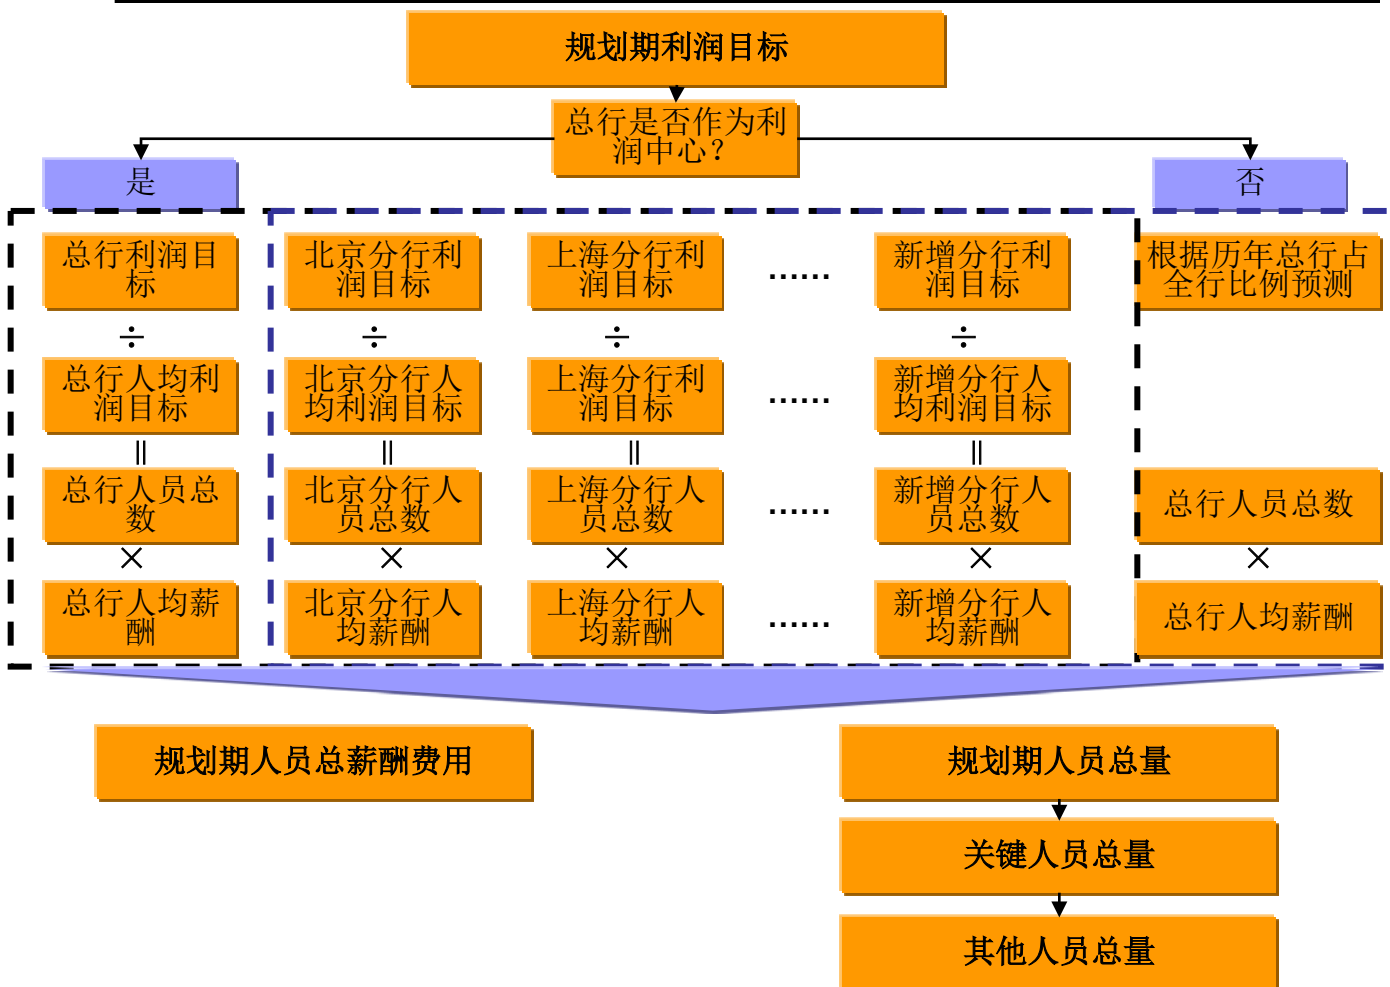 规划期利润目标
总行是否作为利
润中心？
是
否
总行利润目
标
北京分行利
润目标
上海分行利
润目标
……
新增分行利
润目标
根据历年总行占
全行比例预测
÷
÷
÷
÷
总行人均利
润目标
北京分行人
均利润目标
上海分行利
润目标
……
新增分行人
均利润目标
=
=
=
=
总行人员总
数
北京分行人
员总数
上海分行人
员总数
……
新增分行人
员总数
总行人员总数
×
×
×
×
×
总行人均薪
酬
北京分行人
均薪酬
上海分行人
均薪酬
……
新增分行人
均薪酬
总行人均薪酬
规划期人员总薪酬费用
规划期人员总量
关键人员总量
其他人员总量